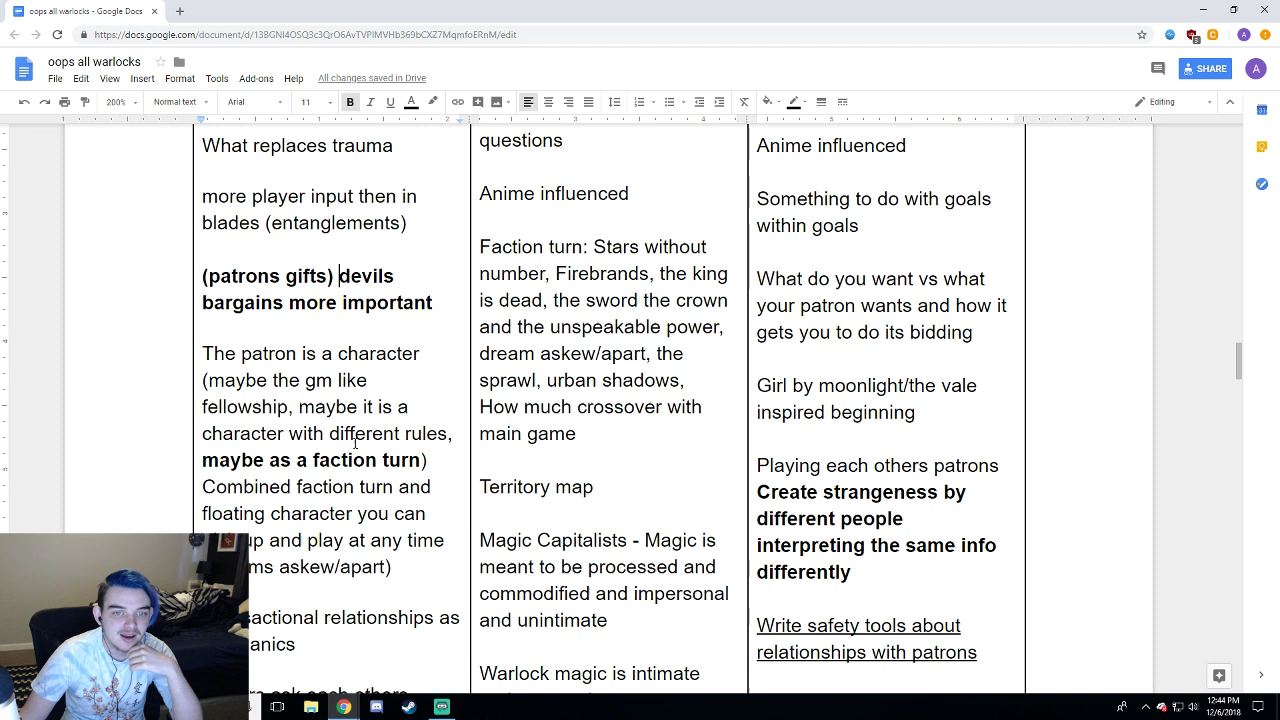 oops all warlocks - Google Docs
https://docs.google.com/document/d/138GNI4OSQ3c3QrO6AvTVPIMVHb369bCXZ7MqmfoERnM/edit
oops all warlocks
File Edit View Insert Format Tools Add-ons Help All changes saved in Drive
SHARE
A
200% Normal text Arial 11 B I U A Editing
What replaces trauma
more player input then in
blades (entanglements)
(patrons gifts) devils
bargains more important
The patron is a character
(maybe the gm like
fellowship, maybe it is a
character with different rules,
maybe as a faction turn)
Combined faction turn and
floating character you can
up and play at any time
askew/apart)
relationships as
questions
Anime influenced
Faction turn: Stars without
number, Firebrands, the king
is dead, the sword the crown
and the unspeakable power,
dream askew/apart, the
sprawl, urban shadows,
How much crossover with
main game
Territory map
Magic Capitalists - Magic is
meant to be processed and
commodified and impersonal
and unintimate
Warlock magic is intimate
Anime influenced
Something to do with goals
within goals
What do you want vs what
your patron wants and how it
gets you to do its bidding
Girl by moonlight/the vale
inspired beginning
Playing each others patrons
Create strangeness by
different people
interpreting the same info
differently
Write safety tools about
relationships with patrons
12:44 PM
12/6/2018